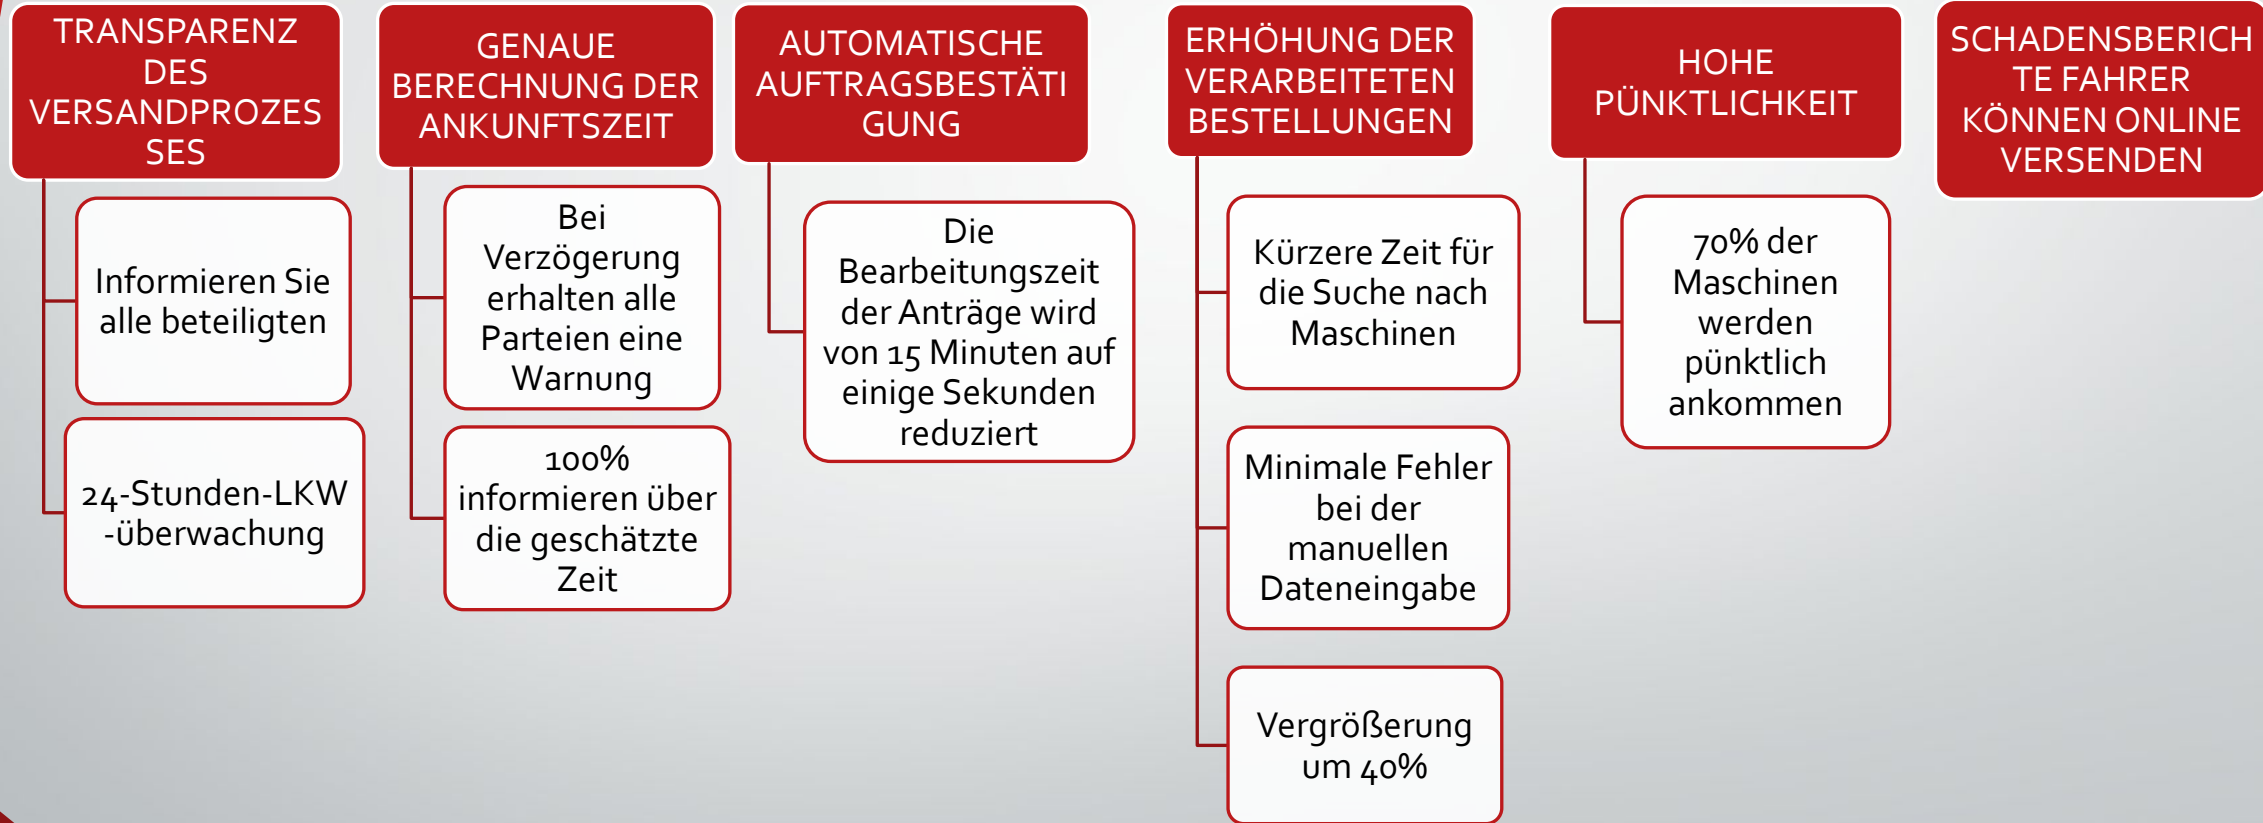 TRANSPARENZ
DES
VERSANDPROZES
SES
Informieren Sie
alle beteiligten
24-Stunden-LKW
-überwachung
GENAUE
BERECHNUNG DER
ANKUNFTSZEIT
Bei
Verzögerung
erhalten alle
Parteien eine
Warnung
100%
informieren über
die geschätzte
Zeit
AUTOMATISCHE
AUFTRAGSBESTÄTI
GUNG
Die
Bearbeitungszeit
der Anträge wird
von 15 Minuten auf
einige Sekunden
reduziert
ERHÖHUNG DER
VERARBEITETEN
BESTELLUNGEN
Kürzere Zeit für
die Suche nach
Maschinen
Minimale Fehler
bei der
manuellen
Dateneingabe
Vergrößerung
um 40%
HOHE
PÜNKTLICHKEIT
70% der
Maschinen
werden
pünktlich
ankommen
SCHADENSBERICH
TE FAHRER
KÖNNEN ONLINE
VERSENDEN